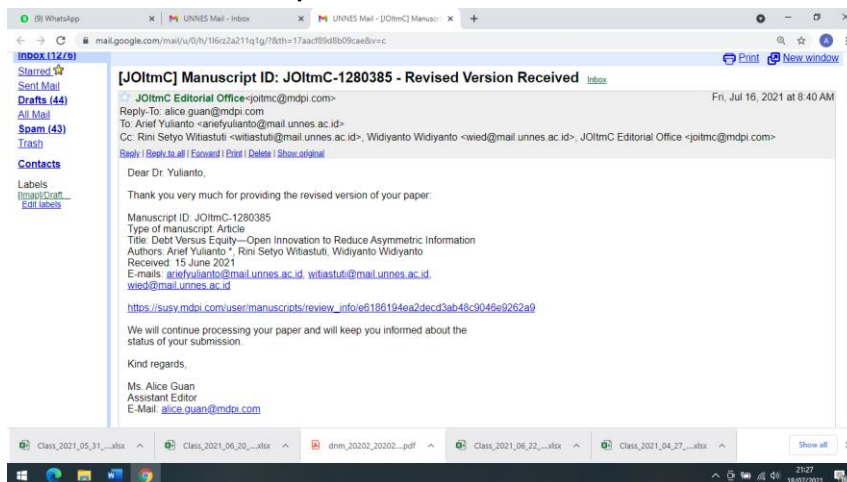 (9) WhatsApp
UNNES Mail - Inbox
UNNES Mail - [JOItmC] Manusc
mail.google.com/mail/u/0/h/1l6rz2a211q1g/?&th=17aacf89d8b09cae&v=c
Inbox (1276)
Starred
Sent Mail
Drafts (44)
All Mail
Spam (43)
Trash
Contacts
Labels
[Imap]/Draft...
Edit labels
Print New window
[JOItmC] Manuscript ID: JOItmC-1280385 - Revised Version Received Inbox
JOItmC Editorial Office<joitmc@mdpi.com> Fri, Jul 16, 2021 at 8:40 AM
Reply-To: alice.guan@mdpi.com
To: Arief Yulianto <ariefyulianto@mail.unnes.ac.id>
Cc: Rini Setyo Witiastuti <witiastuti@mail.unnes.ac.id>, Widiyanto Widiyanto <wied@mail.unnes.ac.id>, JOItmC Editorial Office <joitmc@mdpi.com>
Reply | Reply to all | Forward | Print | Delete | Show original
Dear Dr. Yulianto,
Thank you very much for providing the revised version of your paper:
Manuscript ID: JOItmC-1280385
Type of manuscript: Article
Title: Debt Versus Equity—Open Innovation to Reduce Asymmetric Information
Authors: Arief Yulianto *, Rini Setyo Witiastuti, Widiyanto Widiyanto
Received: 15 June 2021
E-mails: ariefyulianto@mail.unnes.ac.id, witiastuti@mail.unnes.ac.id,
wied@mail.unnes.ac.id
https://susy.mdpi.com/user/manuscripts/review_info/e6186194ea2decd3ab48c9046e9262a9
We will continue processing your paper and will keep you informed about the
status of your submission.
Kind regards,
Ms. Alice Guan
Assistant Editor
E-Mail: alice.guan@mdpi.com
Class_2021_05_31_....xlsx
Class_2021_06_20_....xlsx
dnm_20202_20202....pdf
Class_2021_06_22_....xlsx
Class_2021_04_27_....xlsx
Show all
21:27
18/07/2021